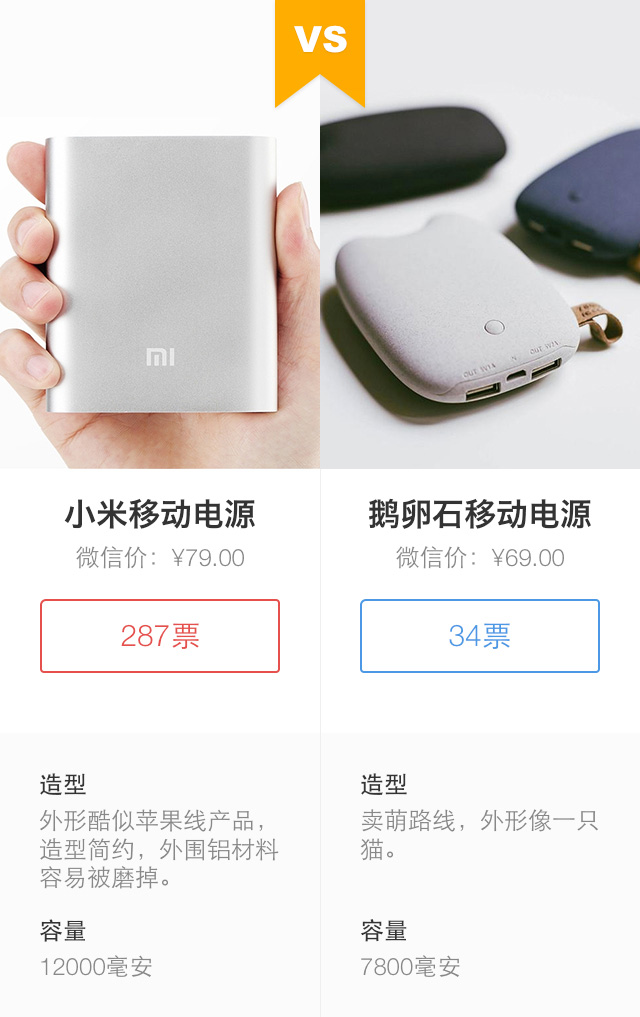 VS
MI
OUT 1V1A
IN
小米移动电源
微信价：¥79.00
287票
造型
外形酷似苹果线产品，
造型简约，外围铝材料
容易被磨掉。
容量
12000毫安
鹅卵石移动电源
微信价：¥69.00
34票
造型
卖萌路线，外形像一只
猫。
容量
7800毫安